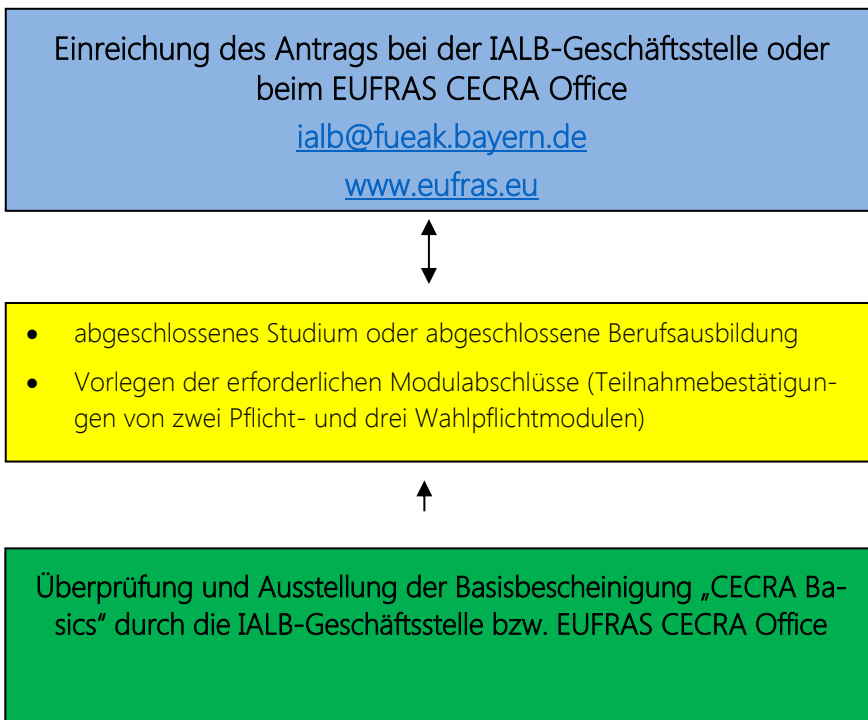 Einreichung des Antrags bei der IALB-Geschäftsstelle oder
beim EUFRAS CECRA Office
ialb@fueak.bayern.de
www.eufras.eu
• abgeschlossenes Studium oder abgeschlossene Berufsausbildung
• Vorlegen der erforderlichen Modulabschlüsse (Teilnahmebestätigun-
gen von zwei Pflicht- und drei Wahlpflichtmodulen)
Überprüfung und Ausstellung der Basisbescheinigung „CECRA Ba-
sics“ durch die IALB-Geschäftsstelle bzw. EUFRAS CECRA Office